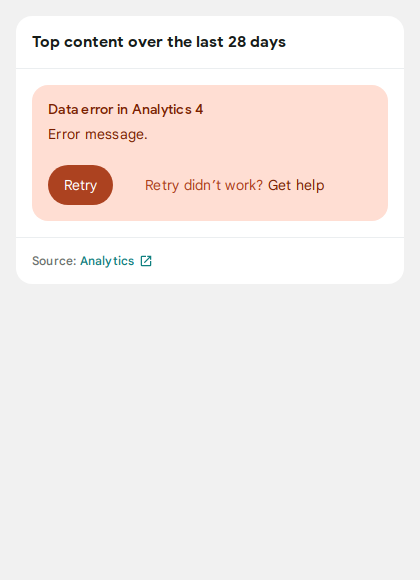 Top content over the last 28 days
Data error in Analytics 4
Error message.
Retry
Retry didn’t work? Get help
Source: Analytics